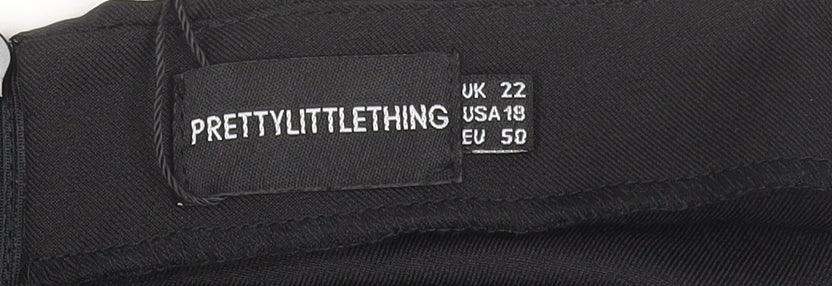 PRETTYLITTLETHING
UK 22
USA 18
EU 50